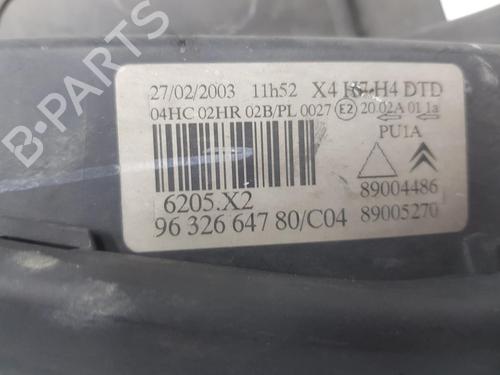 27/02/2003 11h52 X4 H7-H4 DTD
04HC 02HR 02B/PL 0027 E2 20.02A 01 1a
PU1A
6205.X2 89004486
96 326 647 80/C04 89005270
B-PARTS